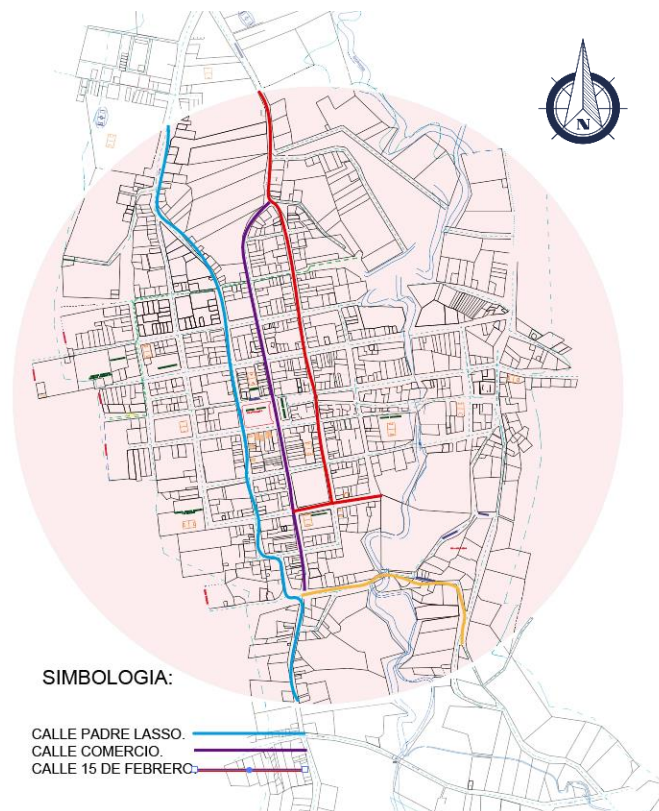 N
SIMBOLOGIA:
CALLE PADRE LASSO.
CALLE COMERCIO.
CALLE 15 DE FEBRERO.